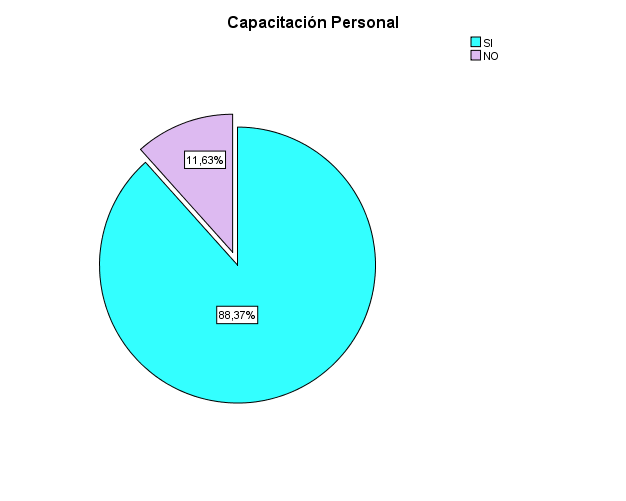 Capacitación Personal
SI
NO
11,63%
88,37%